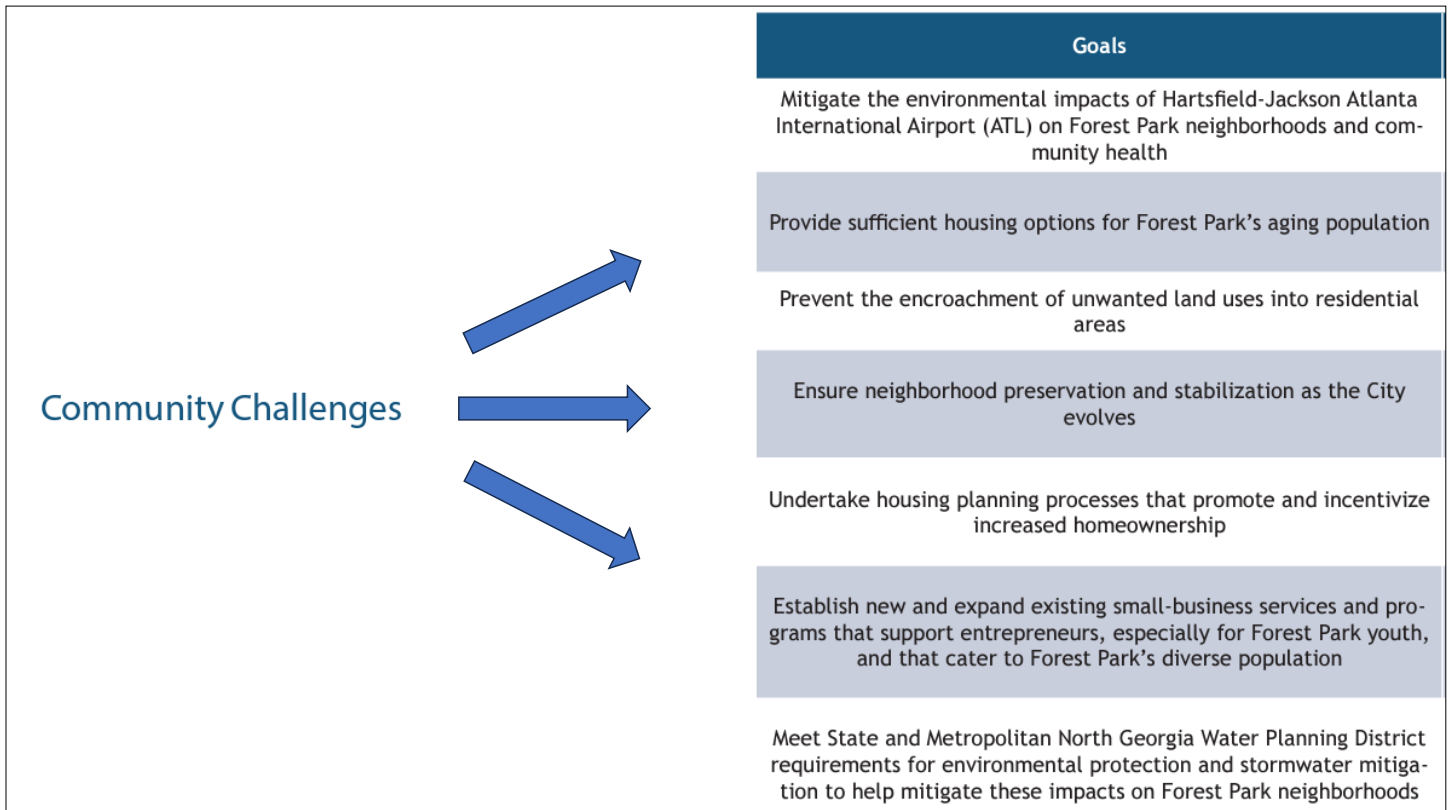 Community Challenges
Goals
Mitigate the environmental impacts of Hartsfield-Jackson Atlanta
International Airport (ATL) on Forest Park neighborhoods and com-
munity health
Provide sufficient housing options for Forest Park’s aging population
Prevent the encroachment of unwanted land uses into residential
areas
Ensure neighborhood preservation and stabilization as the City
evolves
Undertake housing planning processes that promote and incentivize
increased homeownership
Establish new and expand existing small-business services and pro-
grams that support entrepreneurs, especially for Forest Park youth,
and that cater to Forest Park’s diverse population
Meet State and Metropolitan North Georgia Water Planning District
requirements for environmental protection and stormwater mitiga-
tion to help mitigate these impacts on Forest Park neighborhoods